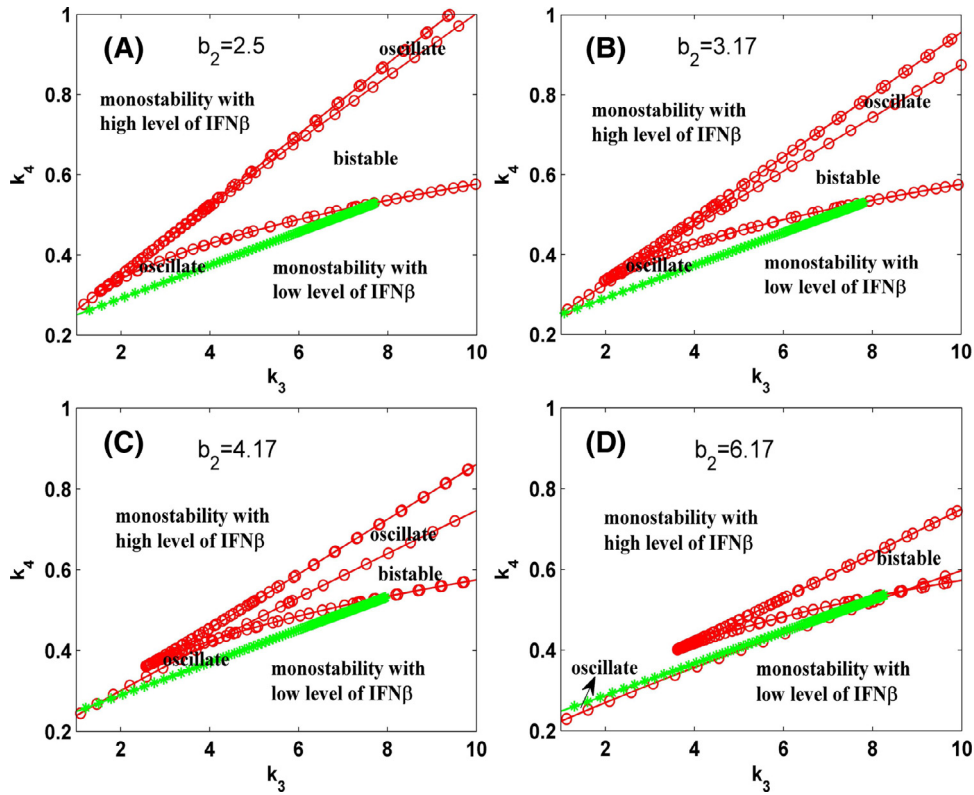 (A)
b2=2.5
oscillate
monostability with
high level of IFNβ
bistable
oscillate
monostability with
low level of IFNβ
k4
1
0.8
0.6
0.4
0.2
2
4
6
8
10
k3
(B)
b2=3.17
monostability with
high level of IFNβ
oscillate
bistable
oscillate
monostability with
low level of IFNβ
k4
1
0.8
0.6
0.4
0.2
2
4
6
8
10
k3
(C)
b2=4.17
monostability with
high level of IFNβ
oscillate
bistable
oscillate
monostability with
low level of IFNβ
k4
1
0.8
0.6
0.4
0.2
2
4
6
8
10
k3
(D)
b2=6.17
monostability with
high level of IFNβ
bistable
oscillate
monostability with
low level of IFNβ
k4
1
0.8
0.6
0.4
0.2
2
4
6
8
10
k3